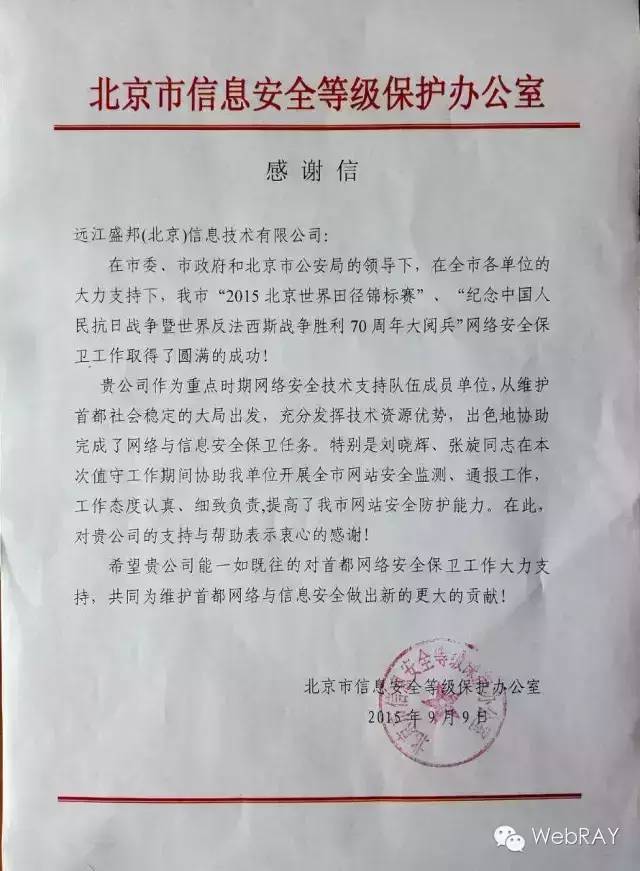 北京市信息安全等级保护办公室
感谢信
远江盛邦(北京)信息技术有限公司:
在市委、市政府和北京市公安局的领导下，在全市各单位的
大力支持下，我市“2015 北京世界田径锦标赛”、“纪念中国人
民抗日战争暨世界反法西斯战争胜利 70 周年大阅兵”网络安全保
卫工作取得了圆满的成功!
贵公司作为重点时期网络安全技术支持队伍成员单位,从维护
首都社会稳定的大局出发，充分发挥技术资源优势，出色地协助
完成了网络与信息安全保卫任务。特别是刘晓辉、张旋同志在本
次值守工作期间协助我单位开展全市网站安全监测、通报工作，
工作态度认真、细致负责,提高了我市网站安全防护能力。在此，
对贵公司的支持与帮助表示衷心的感谢!
希望贵公司能一如既往的对首都网络安全保卫工作大力支
持，共同为维护首都网络与信息安全做出新的更大的贡献!
北京市信息安全等级保护办公室
2015 年 9 月 9 日
北京市信息安全等级保护办公室
WebRAY